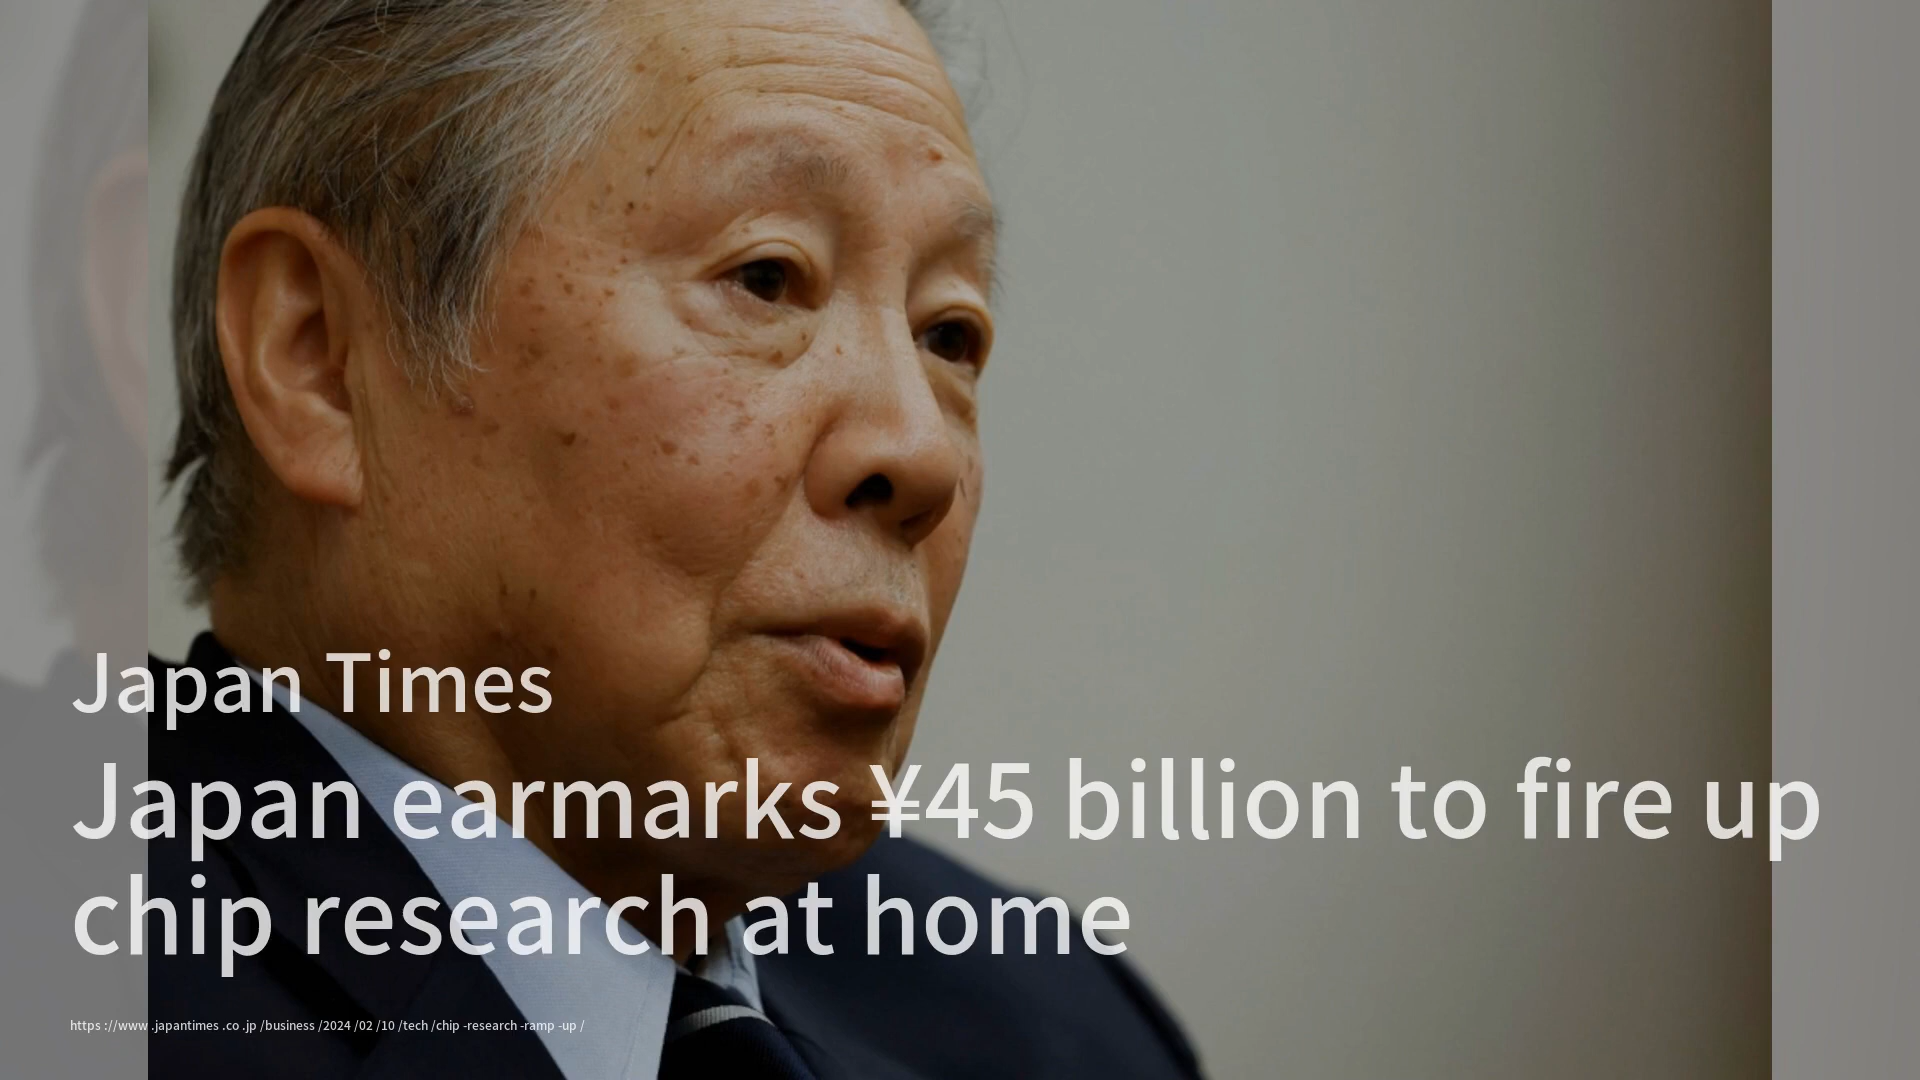 Japan Times
Japan earmarks ¥45 billion to fire up
chip research at home
https ://www .japantimes .co .jp /business /2024 /02 /10 /tech /chip -research -ramp -up /